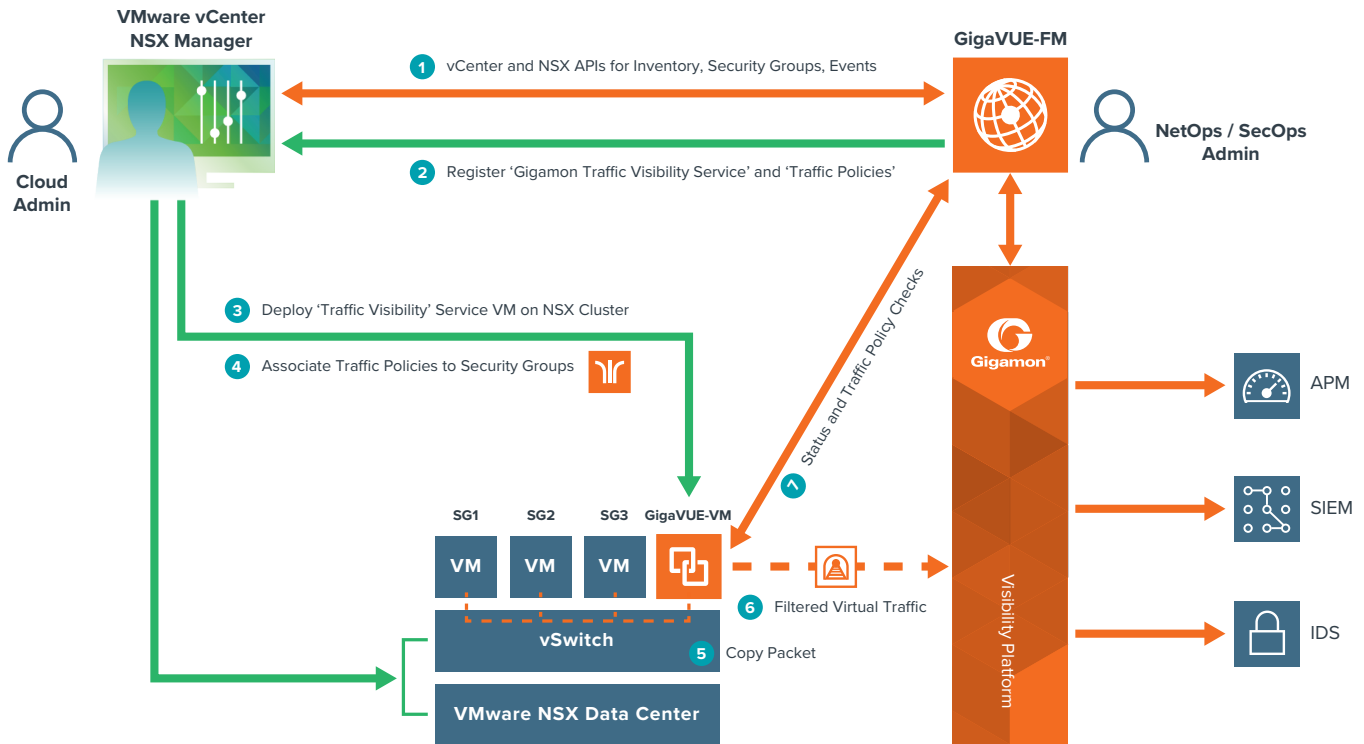 VMware vCenter
NSX Manager
GigaVUE-FM
1 vCenter and NSX APIs for Inventory, Security Groups, Events
Cloud
Admin
NetOps / SecOps
Admin
2 Register ‘Gigamon Traffic Visibility Service’ and ‘Traffic Policies’
3 Deploy ‘Traffic Visibility’ Service VM on NSX Cluster
4 Associate Traffic Policies to Security Groups
7 Status and Traffic Policy Checks
Gigamon®
Visibility Platform
APM
SIEM
IDS
SG1
SG2
SG3
GigaVUE-VM
VM
VM
VM
6 Filtered Virtual Traffic
vSwitch
5 Copy Packet
VMware NSX Data Center